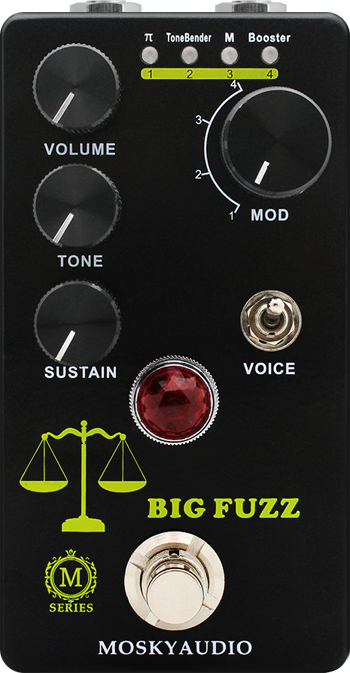 π ToneBender M Booster
1 2 3 4
4
3
2
1
VOLUME
MOD
TONE
SUSTAIN
VOICE
BIG FUZZ
M
SERIES
MOSKYAUDIO